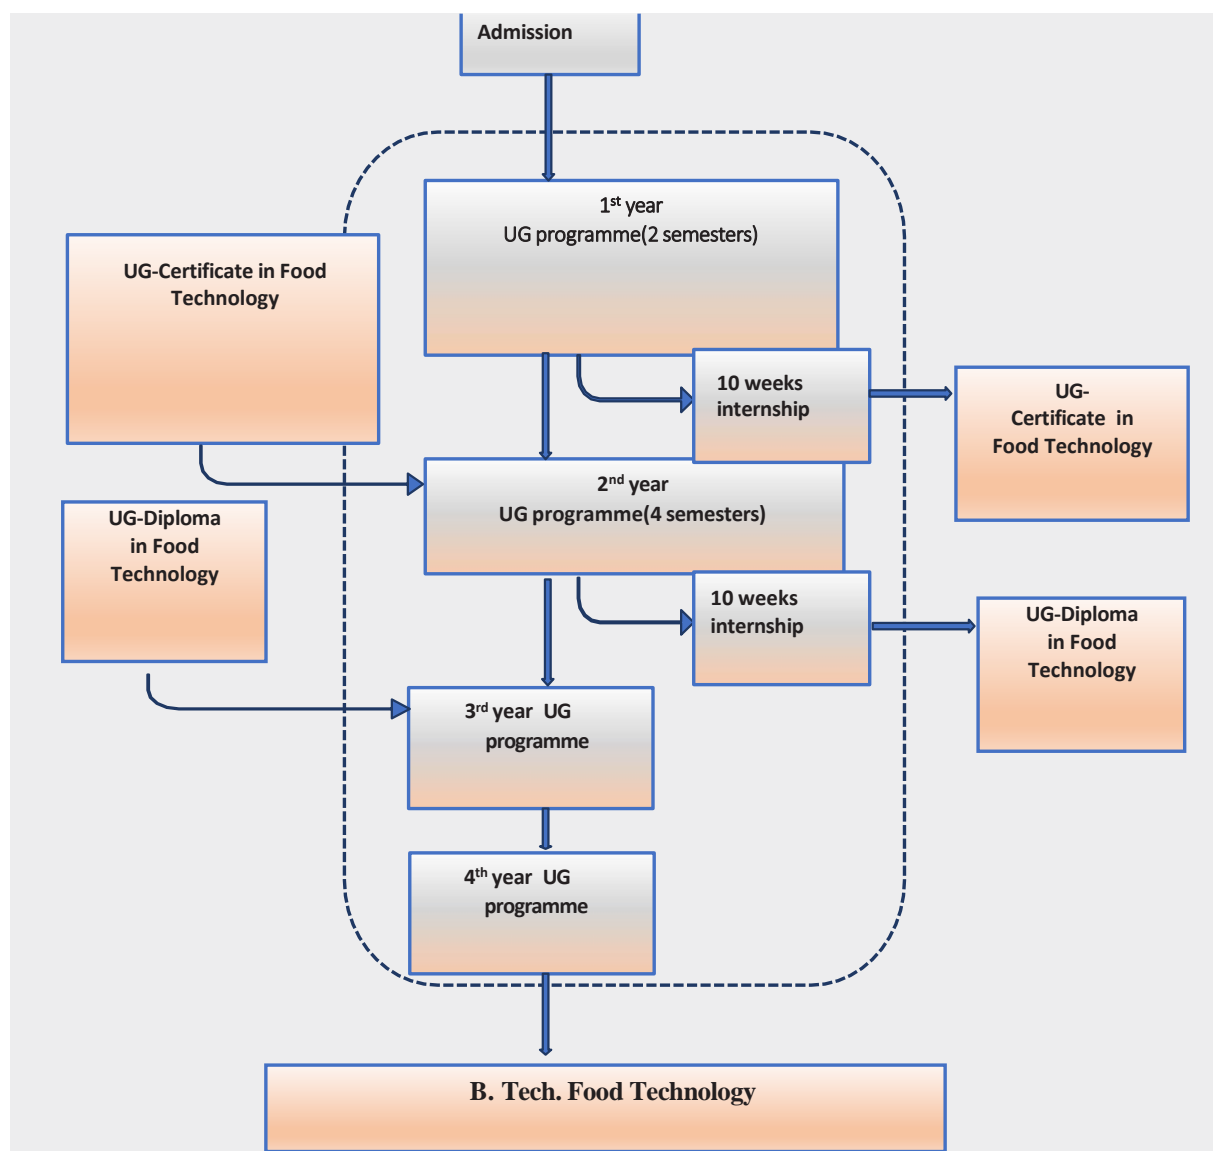 Admission
1st year
UG programme(2 semesters)
UG-Certificate in Food
Technology
10 weeks
internship
UG-
Certificate in
Food Technology
2nd year
UG programme(4 semesters)
UG-Diploma
in Food
Technology
10 weeks
internship
UG-Diploma
in Food
Technology
3rd year UG
programme
4th year UG
programme
B. Tech. Food Technology